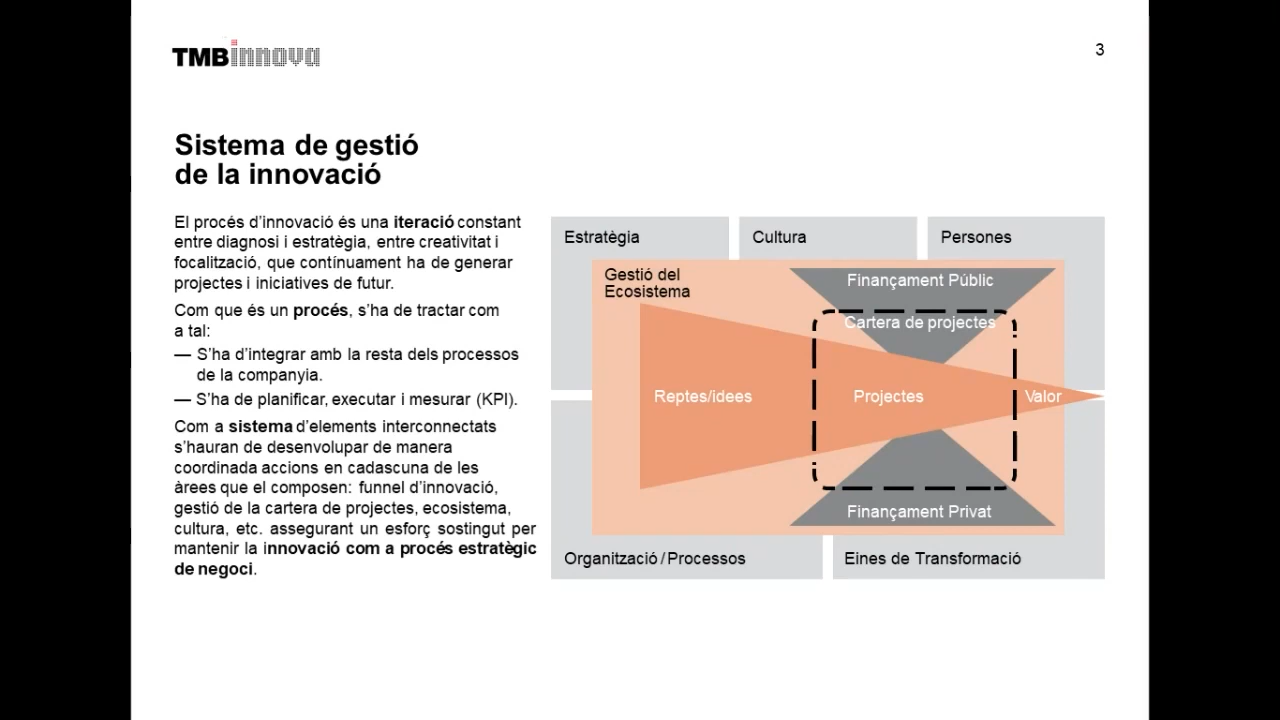 TMBinnova
3
Sistema de gestió
de la innovació
El procés d’innovació és una iteració constant
entre diagnosi i estratègia, entre creativitat i
focalització, que contínuament ha de generar
projectes i iniciatives de futur.
Com que és un procés, s’ha de tractar com
a tal:
— S’ha d’integrar amb la resta dels processos
de la companyia.
— S’ha de planificar, executar i mesurar (KPI).
Com a sistema d’elements interconnectats
s’hauran de desenvolupar de manera
coordinada accions en cadascuna de les
àrees que el composen: funnel d’innovació,
gestió de la cartera de projectes, ecosistema,
cultura, etc. assegurant un esforç sostingut per
mantenir la innovació com a procés estratègic
de negoci.
Estratègia
Cultura
Persones
Gestió del
Ecosistema
Finançament Públic
Cartera de projectes
Reptes/idees
Projectes
Valor
Finançament Privat
Organització / Processos
Eines de Transformació